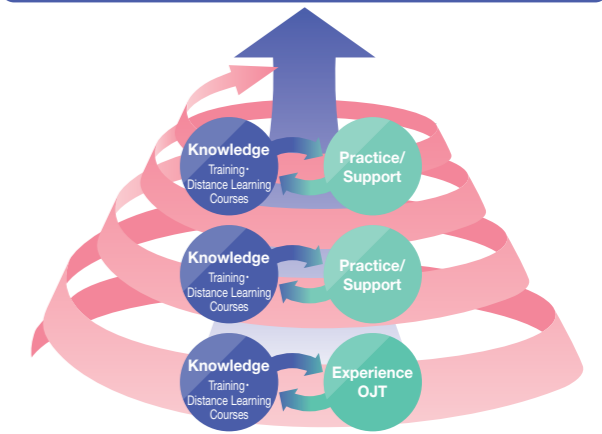 Knowledge
Training・
Distance Learning
Courses
Practice/
Support
Knowledge
Training・
Distance Learning
Courses
Practice/
Support
Knowledge
Training・
Distance Learning
Courses
Experience
OJT